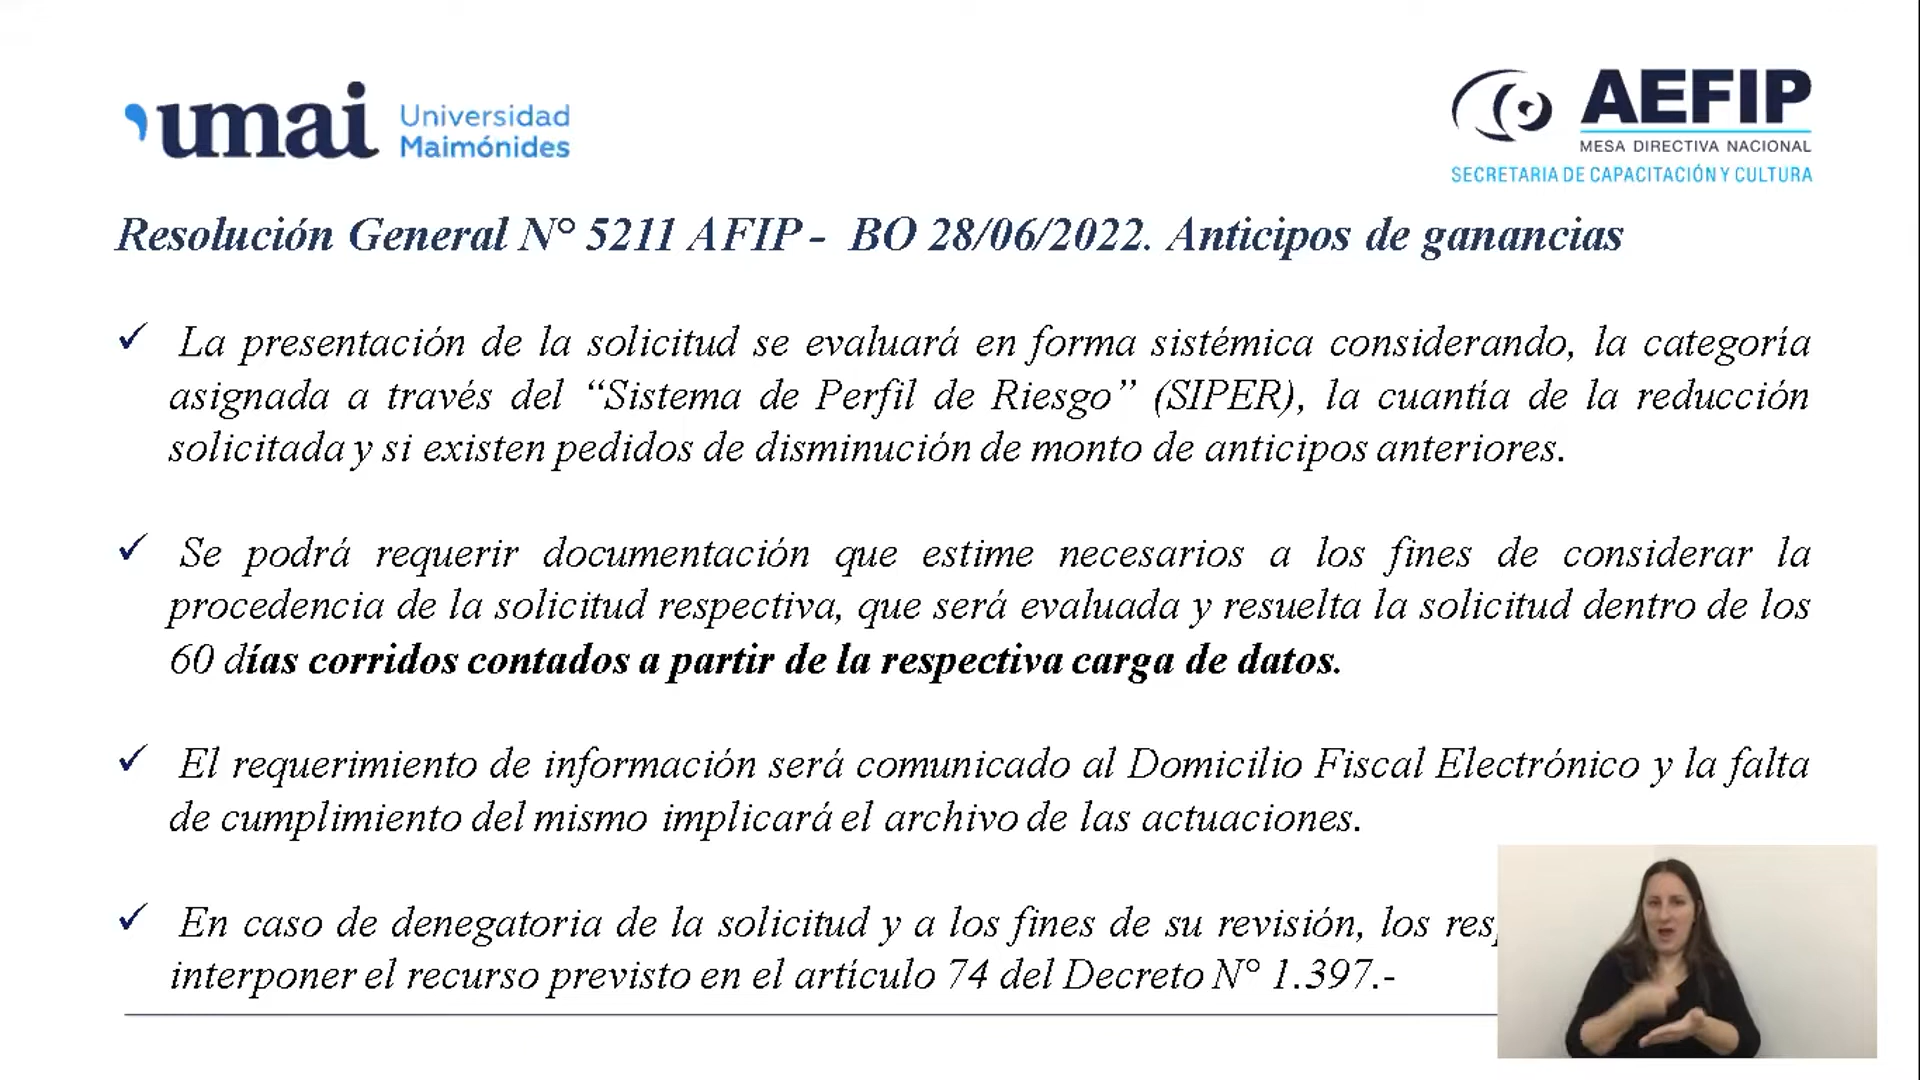 umai Universidad
Maimónides
AEFIP
MESA DIRECTIVA NACIONAL
SECRETARIA DE CAPACITACIÓN Y CULTURA
Resolución General N° 5211 AFIP - BO 28/06/2022. Anticipos de ganancias
✓ La presentación de la solicitud se evaluará en forma sistémica considerando, la categoría
asignada a través del “Sistema de Perfil de Riesgo” (SIPER), la cuantía de la reducción
solicitada y si existen pedidos de disminución de monto de anticipos anteriores.
✓ Se podrá requerir documentación que estime necesarios a los fines de considerar la
procedencia de la solicitud respectiva, que será evaluada y resuelta la solicitud dentro de los
60 días corridos contados a partir de la respectiva carga de datos.
✓ El requerimiento de información será comunicado al Domicilio Fiscal Electrónico y la falta
de cumplimiento del mismo implicará el archivo de las actuaciones.
✓ En caso de denegatoria de la solicitud y a los fines de su revisión, los
interponer el recurso previsto en el artículo 74 del Decreto N° 1.397.-